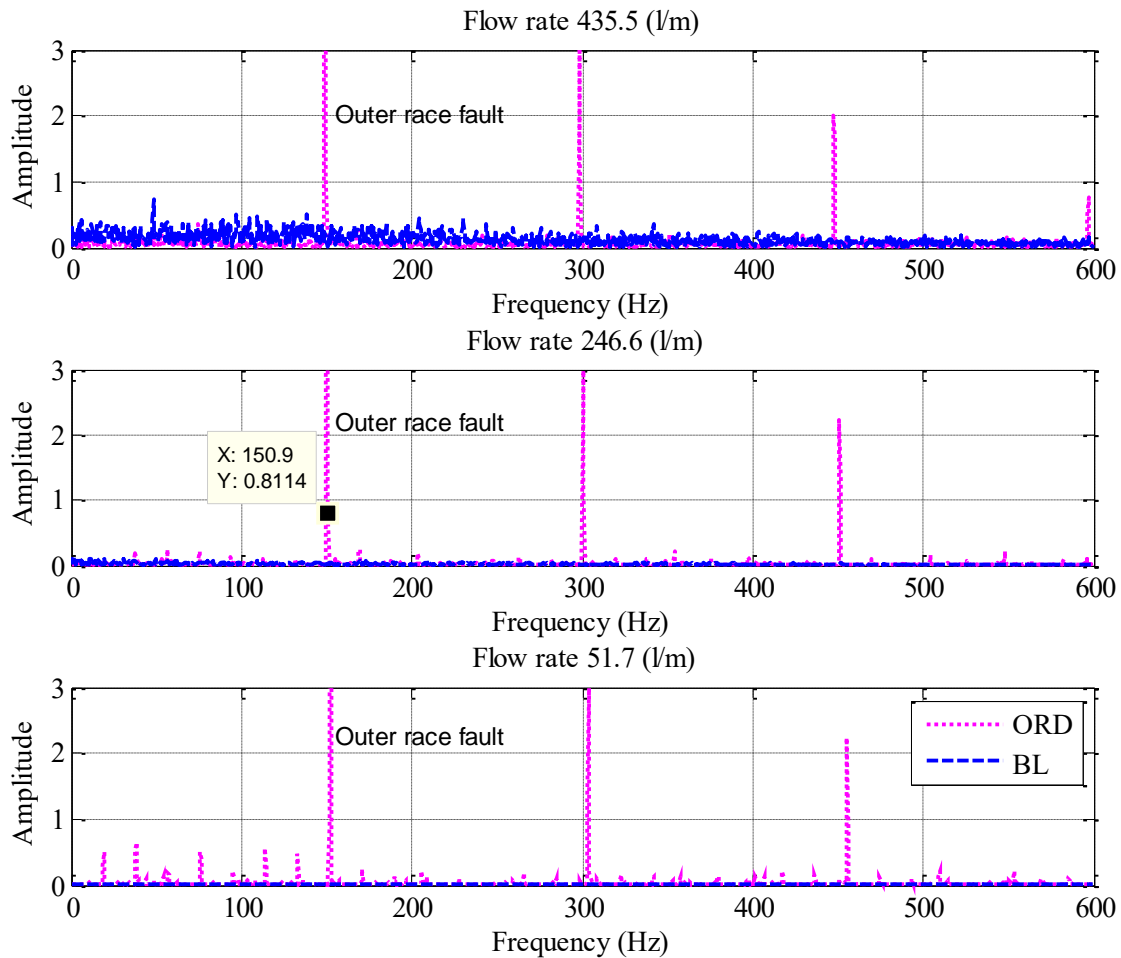 Flow rate 435.5 (l/m)
3
2
1
0
Amplitude
Outer race fault
0 100 200 300 400 500 600
Frequency (Hz)
Flow rate 246.6 (l/m)
3
2
1
0
Amplitude
Outer race fault
X: 150.9
Y: 0.8114
0 100 200 300 400 500 600
Frequency (Hz)
Flow rate 51.7 (l/m)
3
2
1
0
Amplitude
Outer race fault
ORD
BL
0 100 200 300 400 500 600
Frequency (Hz)